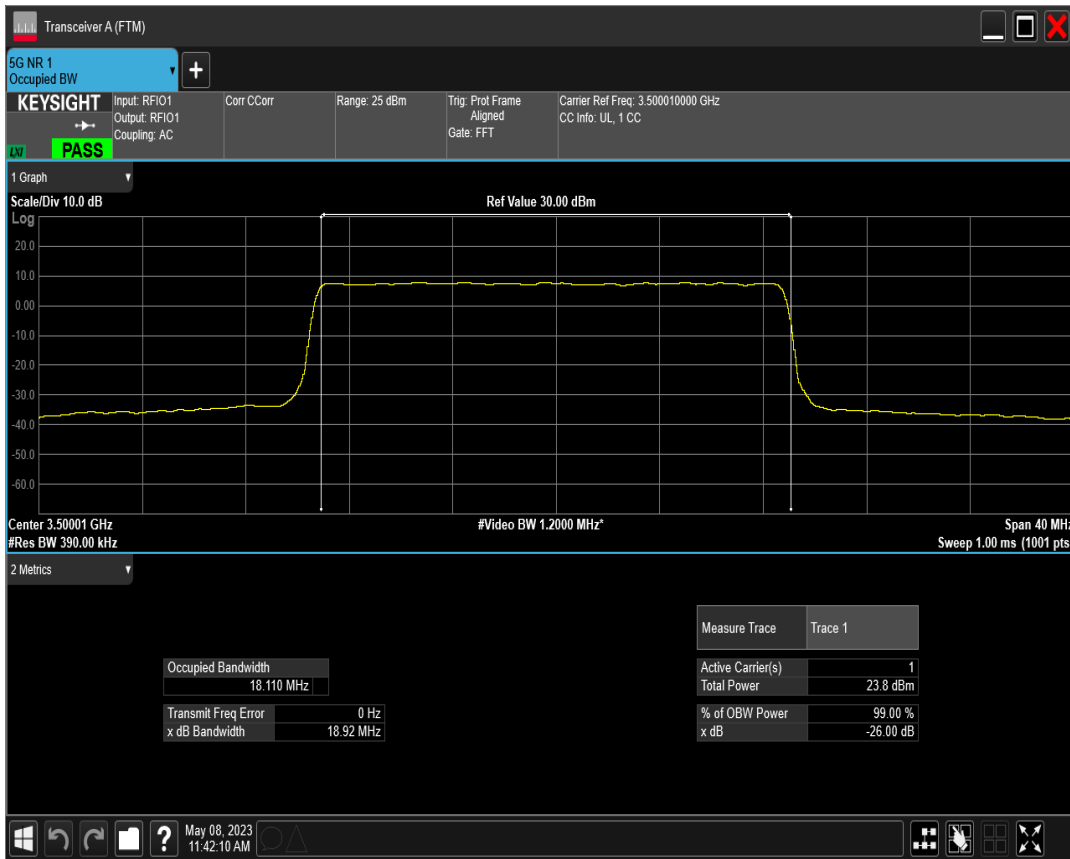 Transceiver A (FTM)
5G NR 1
Occupied BW
+
KEYSIGHT
LXI
PASS
Input: RFIO1
Output: RFIO1
Coupling: AC
Corr CCorr
Range: 25 dBm
Trig: Prot Frame
Aligned
Gate: FFT
Carrier Ref Freq: 3.500010000 GHz
CC Info: UL, 1 CC
1 Graph
Scale/Div 10.0 dB
Ref Value 30.00 dBm
Log
20.0
10.0
0.00
-10.0
-20.0
-30.0
-40.0
-50.0
-60.0
Center 3.50001 GHz
#Video BW 1.2000 MHz*
Span 40 MHz
#Res BW 390.00 kHz
Sweep 1.00 ms (1001 pts
2 Metrics
Measure Trace Trace 1
Occupied Bandwidth
18.110 MHz
Active Carrier(s) 1
Total Power 23.8 dBm
Transmit Freq Error 0 Hz
x dB Bandwidth 18.92 MHz
% of OBW Power 99.00 %
x dB -26.00 dB
?
May 08, 2023
11:42:10 AM